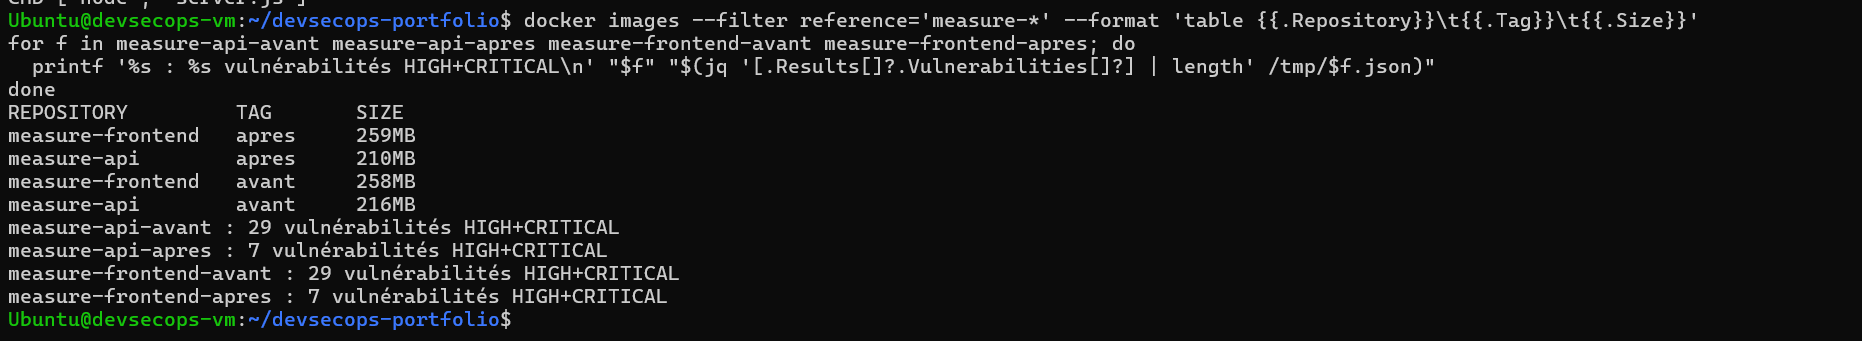 CMD ["node", "server.js"]
Ubuntu@devsecops-vm:~/devsecops-portfolio$ docker images --filter reference='measure-*' --format 'table {{.Repository}}\t{{.Tag}}\t{{.Size}}'
for f in measure-api-avant measure-api-apres measure-frontend-avant measure-frontend-apres; do
  printf '%s : %s vulnérabilités HIGH+CRITICAL\n' "$f" "$(jq '[.Results[]?.Vulnerabilities[]?] | length' /tmp/$f.json)"
done
REPOSITORY         TAG       SIZE
measure-frontend   apres     259MB
measure-api        apres     210MB
measure-frontend   avant     258MB
measure-api        avant     216MB
measure-api-avant : 29 vulnérabilités HIGH+CRITICAL
measure-api-apres : 7 vulnérabilités HIGH+CRITICAL
measure-frontend-avant : 29 vulnérabilités HIGH+CRITICAL
measure-frontend-apres : 7 vulnérabilités HIGH+CRITICAL
Ubuntu@devsecops-vm:~/devsecops-portfolio$